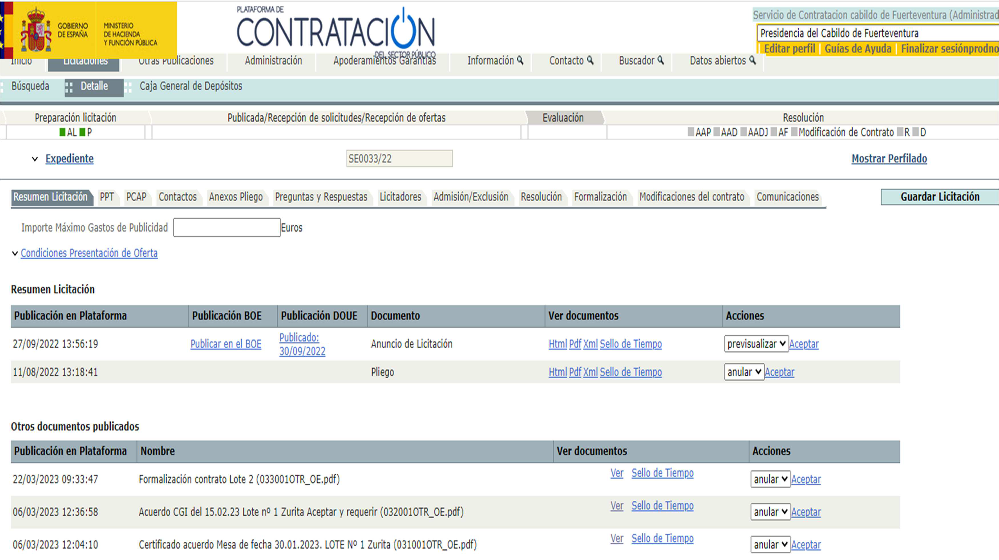 GOBIERNO DE ESPAÑA
MINISTERIO DE HACIENDA Y FUNCIÓN PÚBLICA
PLATAFORMA DE
CONTRATACIÓN
DEL SECTOR PÚBLICO
Servicio de Contratacion cabildo de Fuerteventura (Administrad
Presidencia del Cabildo de Fuerteventura
Editar perfil | Guías de Ayuda | Finalizar sesiónprodno
Inicio Licitaciones Otras Publicaciones Administración Apoderamientos Garantías Información Contacto Buscador Datos abiertos
Búsqueda Detalle Caja General de Depósitos
Preparación licitación Publicada/Recepción de solicitudes/Recepción de ofertas Evaluación Resolución
AL P AAP AAD AADJ AF Modificación de Contrato R D
Expediente SE0033/22 Mostrar Perfilado
Resumen Licitación PPT PCAP Contactos Anexos Pliego Preguntas y Respuestas Licitadores Admisión/Exclusión Resolución Formalización Modificaciones del contrato Comunicaciones Guardar Licitación
Importe Máximo Gastos de Publicidad Euros
Condiciones Presentación de Oferta
Resumen Licitación
Publicación en Plataforma Publicación BOE Publicación DOUE Documento Ver documentos Acciones
27/09/2022 13:56:19 Publicar en el BOE Publicado: 30/09/2022 Anuncio de Licitación Html Pdf Xml Sello de Tiempo previsualizar Aceptar
11/08/2022 13:18:41 Pliego Html Pdf Xml Sello de Tiempo anular Aceptar
Otros documentos publicados
Publicación en Plataforma Nombre Ver documentos Acciones
22/03/2023 09:33:47 Formalización contrato Lote 2 (033001OTR_OE.pdf) Ver Sello de Tiempo anular Aceptar
06/03/2023 12:36:58 Acuerdo CGI del 15.02.23 Lote nº 1 Zurita Aceptar y requerir (032001OTR_OE.pdf) Ver Sello de Tiempo anular Aceptar
06/03/2023 12:04:10 Certificado acuerdo Mesa de fecha 30.01.2023. LOTE Nº 1 Zurita (031001OTR_OE.pdf) Ver Sello de Tiempo anular Aceptar